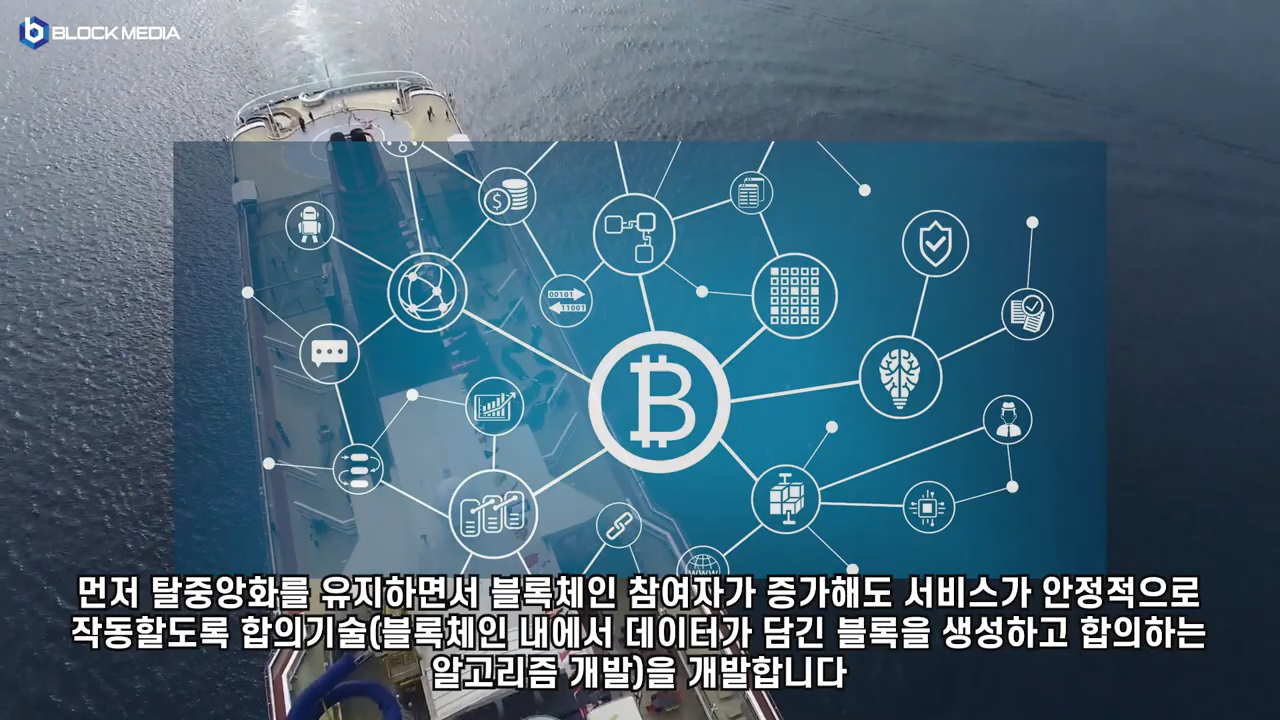 BLOCK MEDIA
$
00101
11001
WWW
먼저 탈중앙화를 유지하면서 블록체인 참여자가 증가해도 서비스가 안정적으로
작동할도록 합의기술(블록체인 내에서 데이터가 담긴 블록을 생성하고 합의하는
알고리즘 개발)을 개발합니다